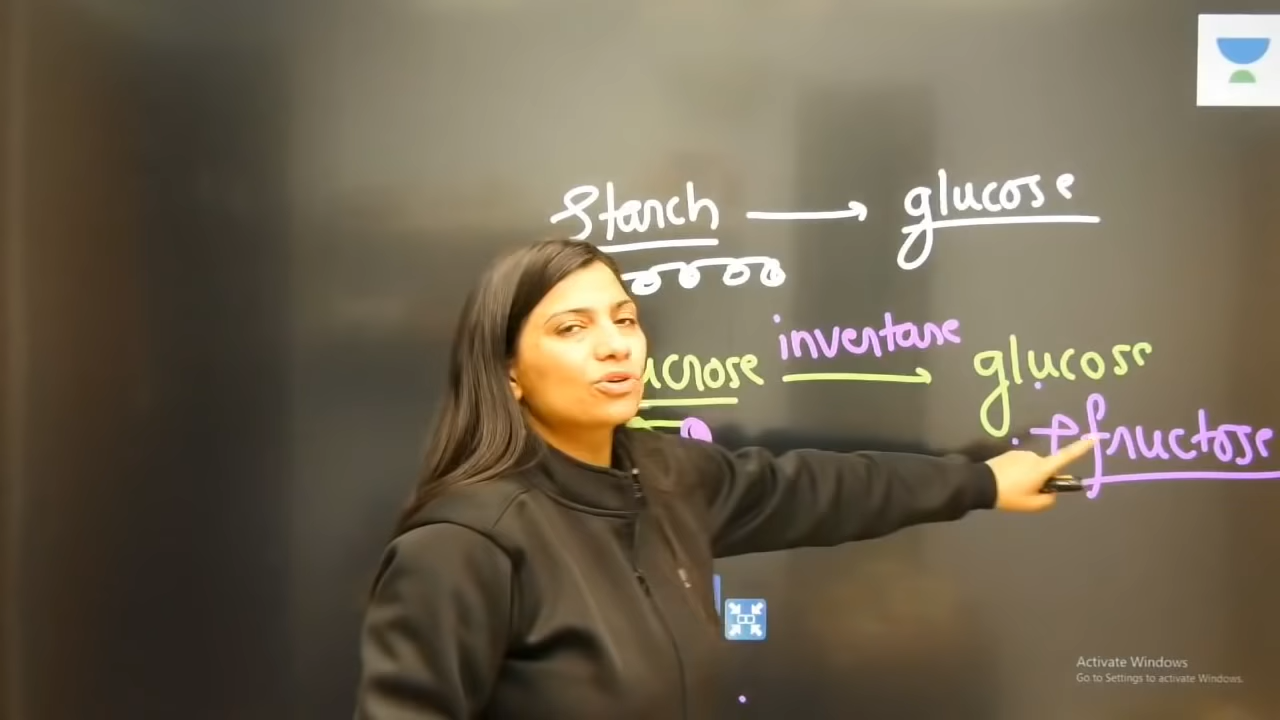 Starch → glucose
invertase
ucrose → glucose
+ fructose
Activate Windows
Go to Settings to activate Windows.